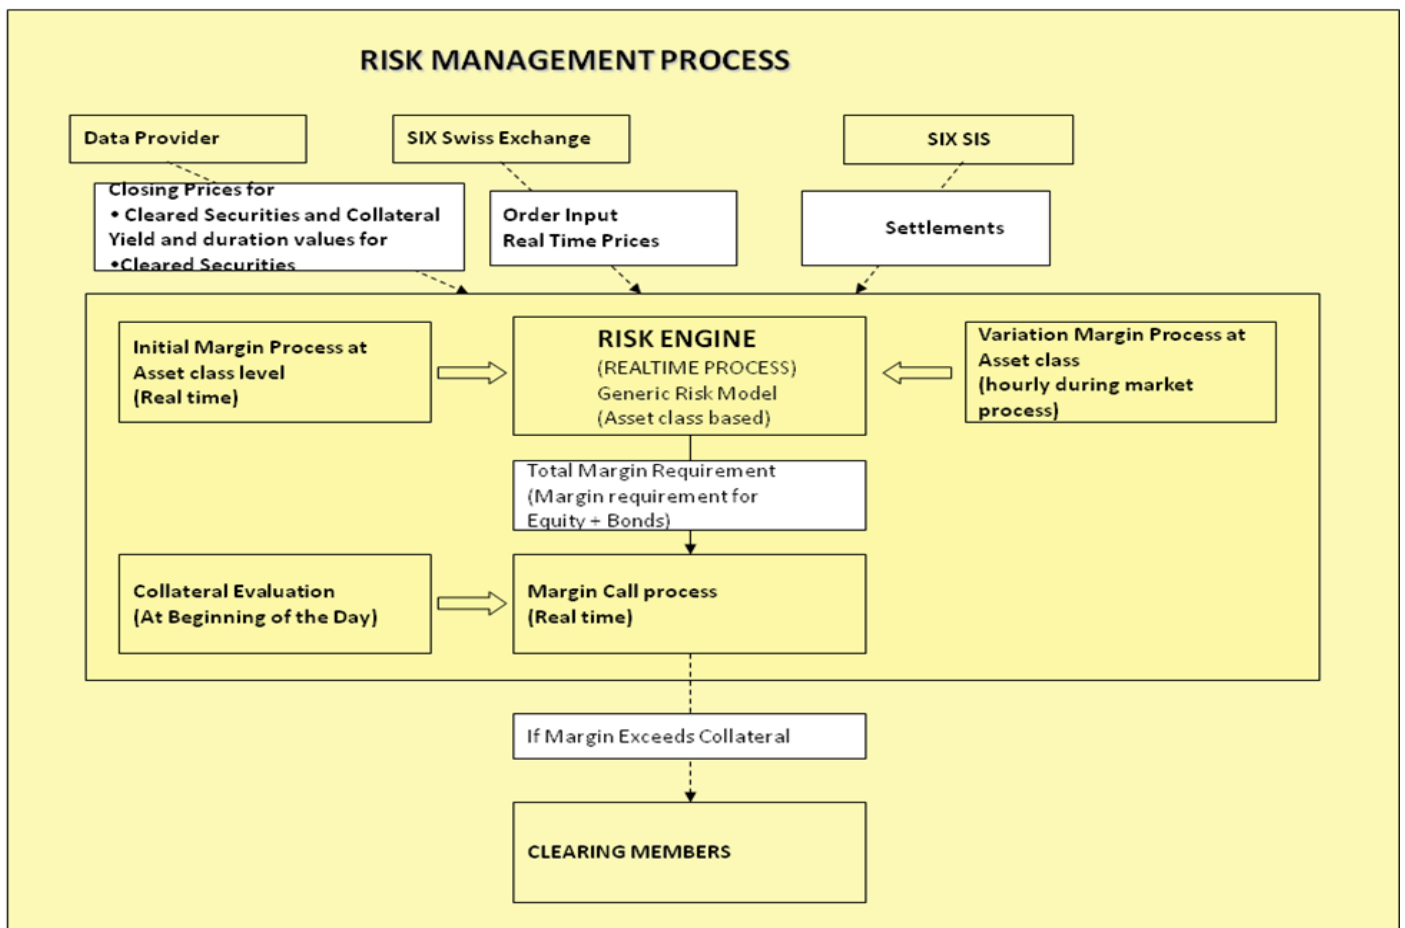 RISK MANAGEMENT PROCESS
Data Provider
SIX Swiss Exchange
SIX SIS
Closing Prices for
• Cleared Securities and Collateral
Yield and duration values for
•Cleared Securities
Order Input
Real Time Prices
Settlements
Initial Margin Process at
Asset class level
(Real time)
RISK ENGINE
(REALTIME PROCESS)
Generic Risk Model
(Asset class based)
Variation Margin Process at
Asset class
(hourly during market
process)
Total Margin Requirement
(Margin requirement for
Equity + Bonds)
Collateral Evaluation
(At Beginning of the Day)
Margin Call process
(Real time)
If Margin Exceeds Collateral
CLEARING MEMBERS